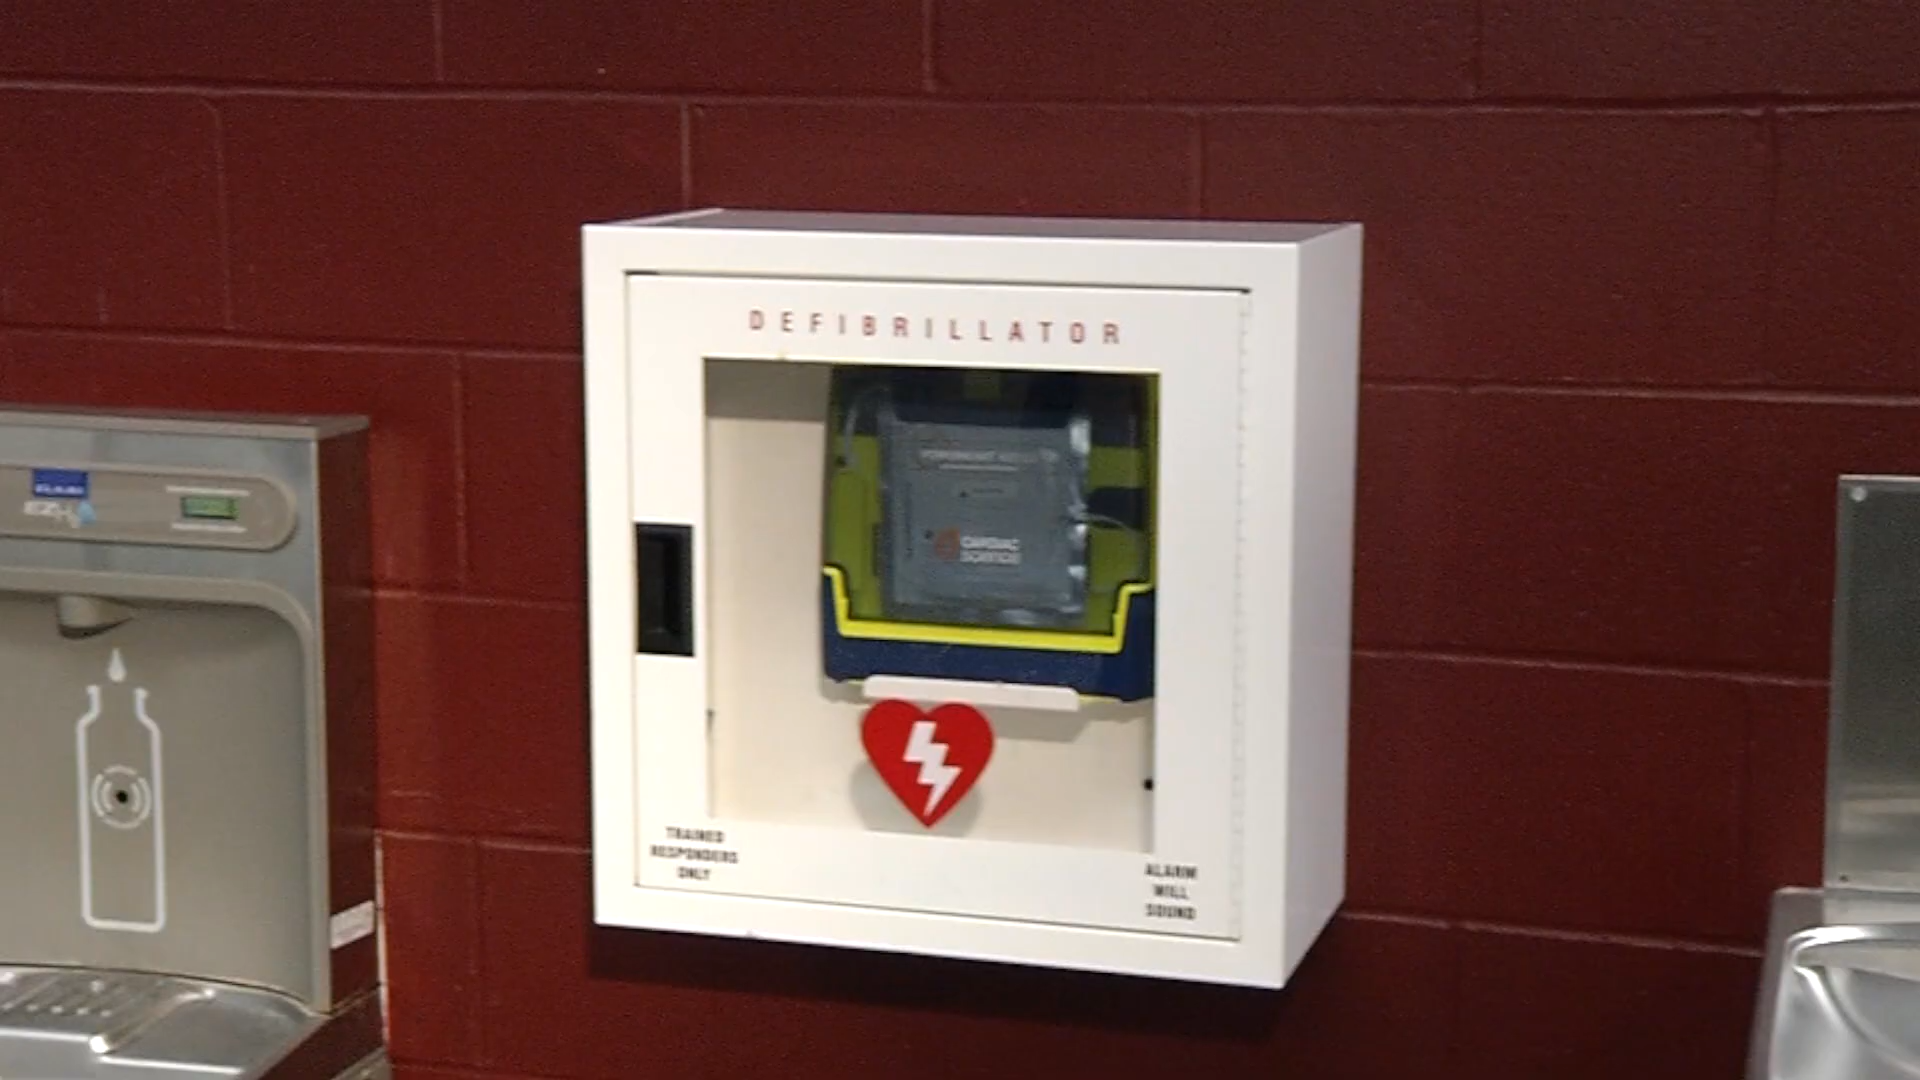 DEFIBRILLATOR
CARDIAC
SCIENCE
TRAINED
RESPONDERS
ONLY
ALARM
WILL
SOUND